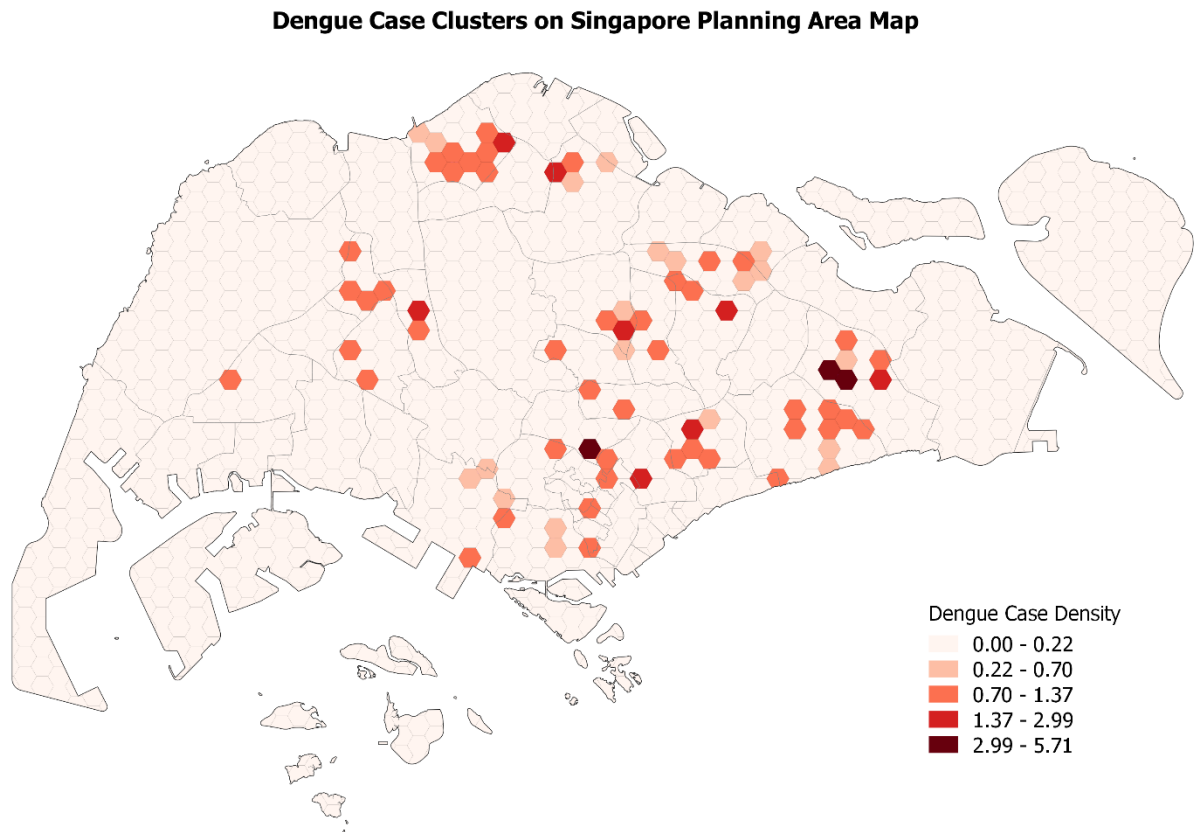 Dengue Case Clusters on Singapore Planning Area Map
Dengue Case Density
0.00 - 0.22
0.22 - 0.70
0.70 - 1.37
1.37 - 2.99
2.99 - 5.71